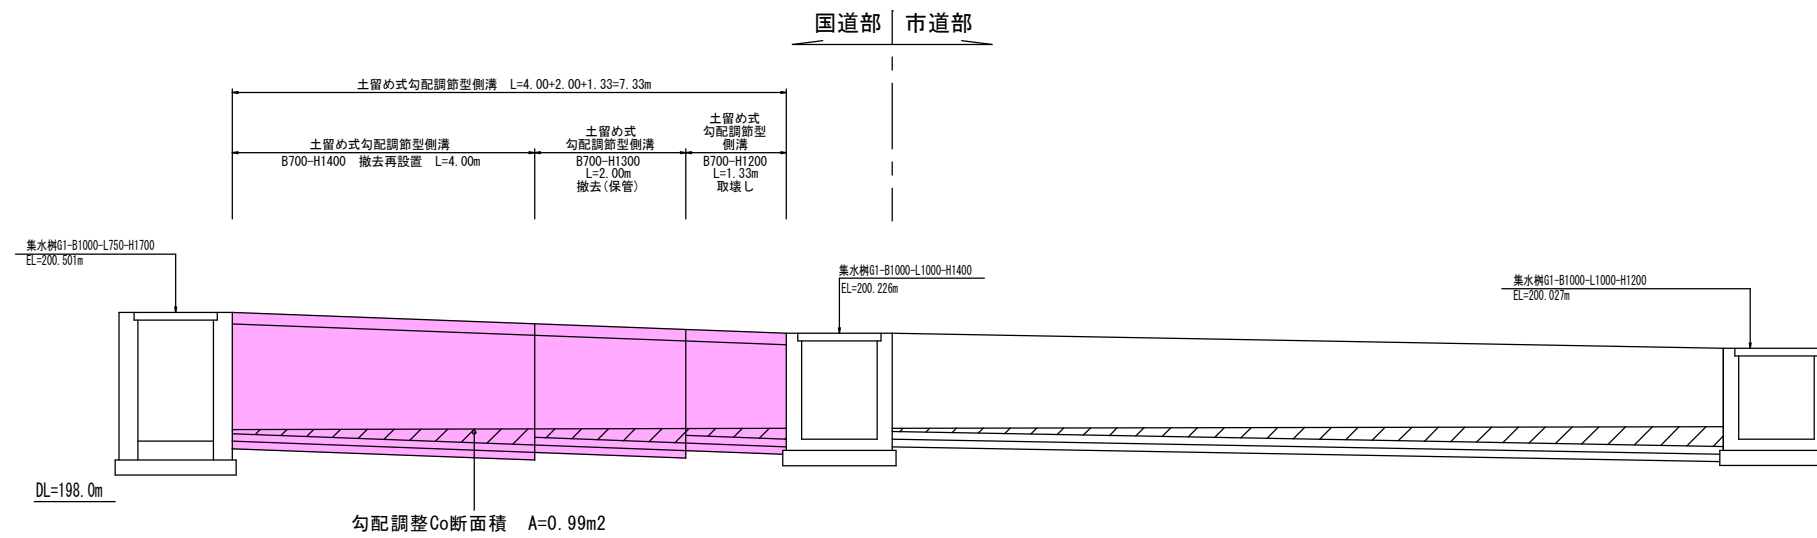 国道部 市道部
土留め式勾配調節型側溝 L=4.00+2.00+1.33=7.33m
土留め式勾配調節型側溝
B700-H1400 撤去再設置 L=4.00m
土留め式
勾配調節型側溝
B700-H1300
L=2.00m
撤去(保管)
土留め式
勾配調節型
側溝
B700-H1200
L=1.33m
取壊し
集水桝G1-B1000-L750-H1700
EL=200.501m
集水桝G1-B1000-L1000-H1400
EL=200.226m
集水桝G1-B1000-L1000-H1200
EL=200.027m
DL=198.0m
勾配調整Co断面積 A=0.99m2